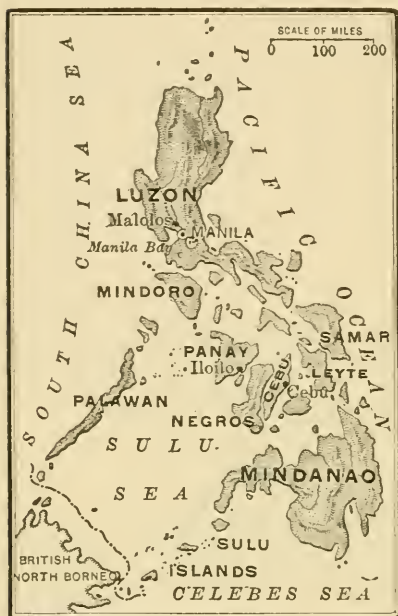 SCALE OF MILES
0 100 200
PACIFIC OCEAN
SOUTH CHINA SEA
LUZON
Malolos
MANILA
Manila Bay
MINDORO
SAMAR
PANAY
Iloilo
CEBU
LEYTE
Cebú
PALAWAN
NEGROS
SULU
SEA
MINDANAO
SULU
ISLANDS
BRITISH
NORTH BORNEO
CELEBES SEA